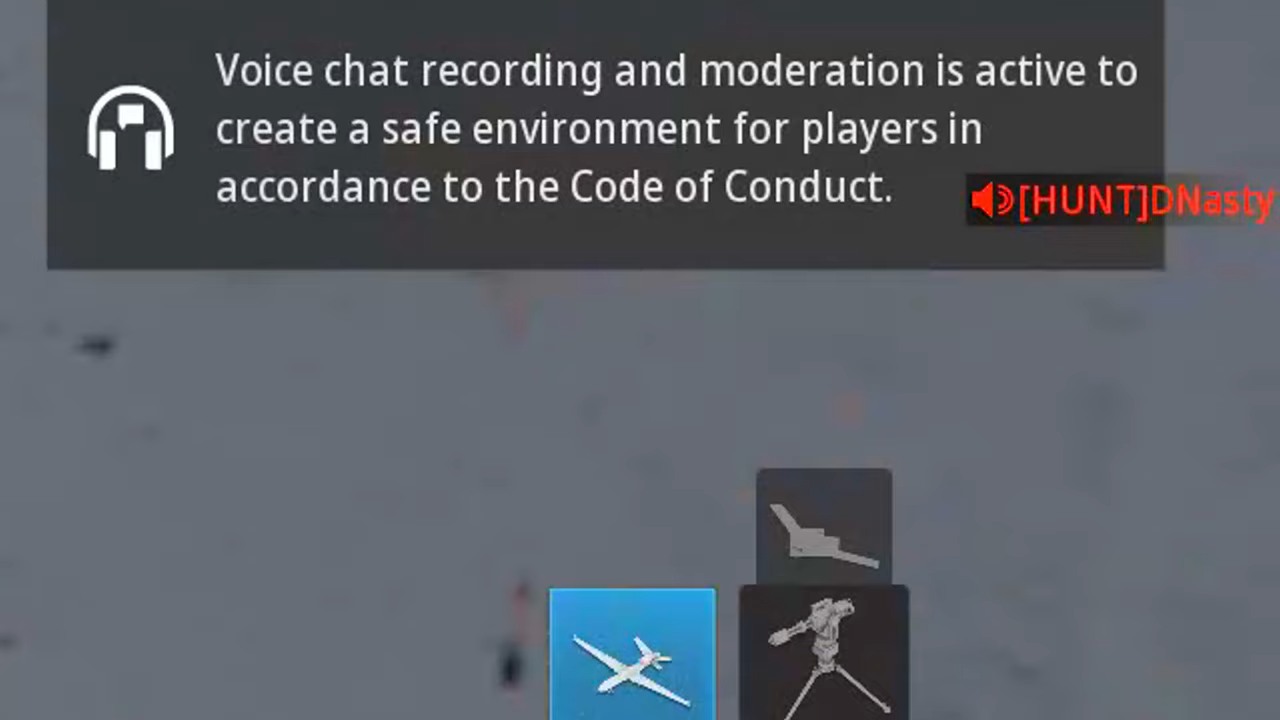 Voice chat recording and moderation is active to
create a safe environment for players in
accordance to the Code of Conduct.
[HUNT]DNasty